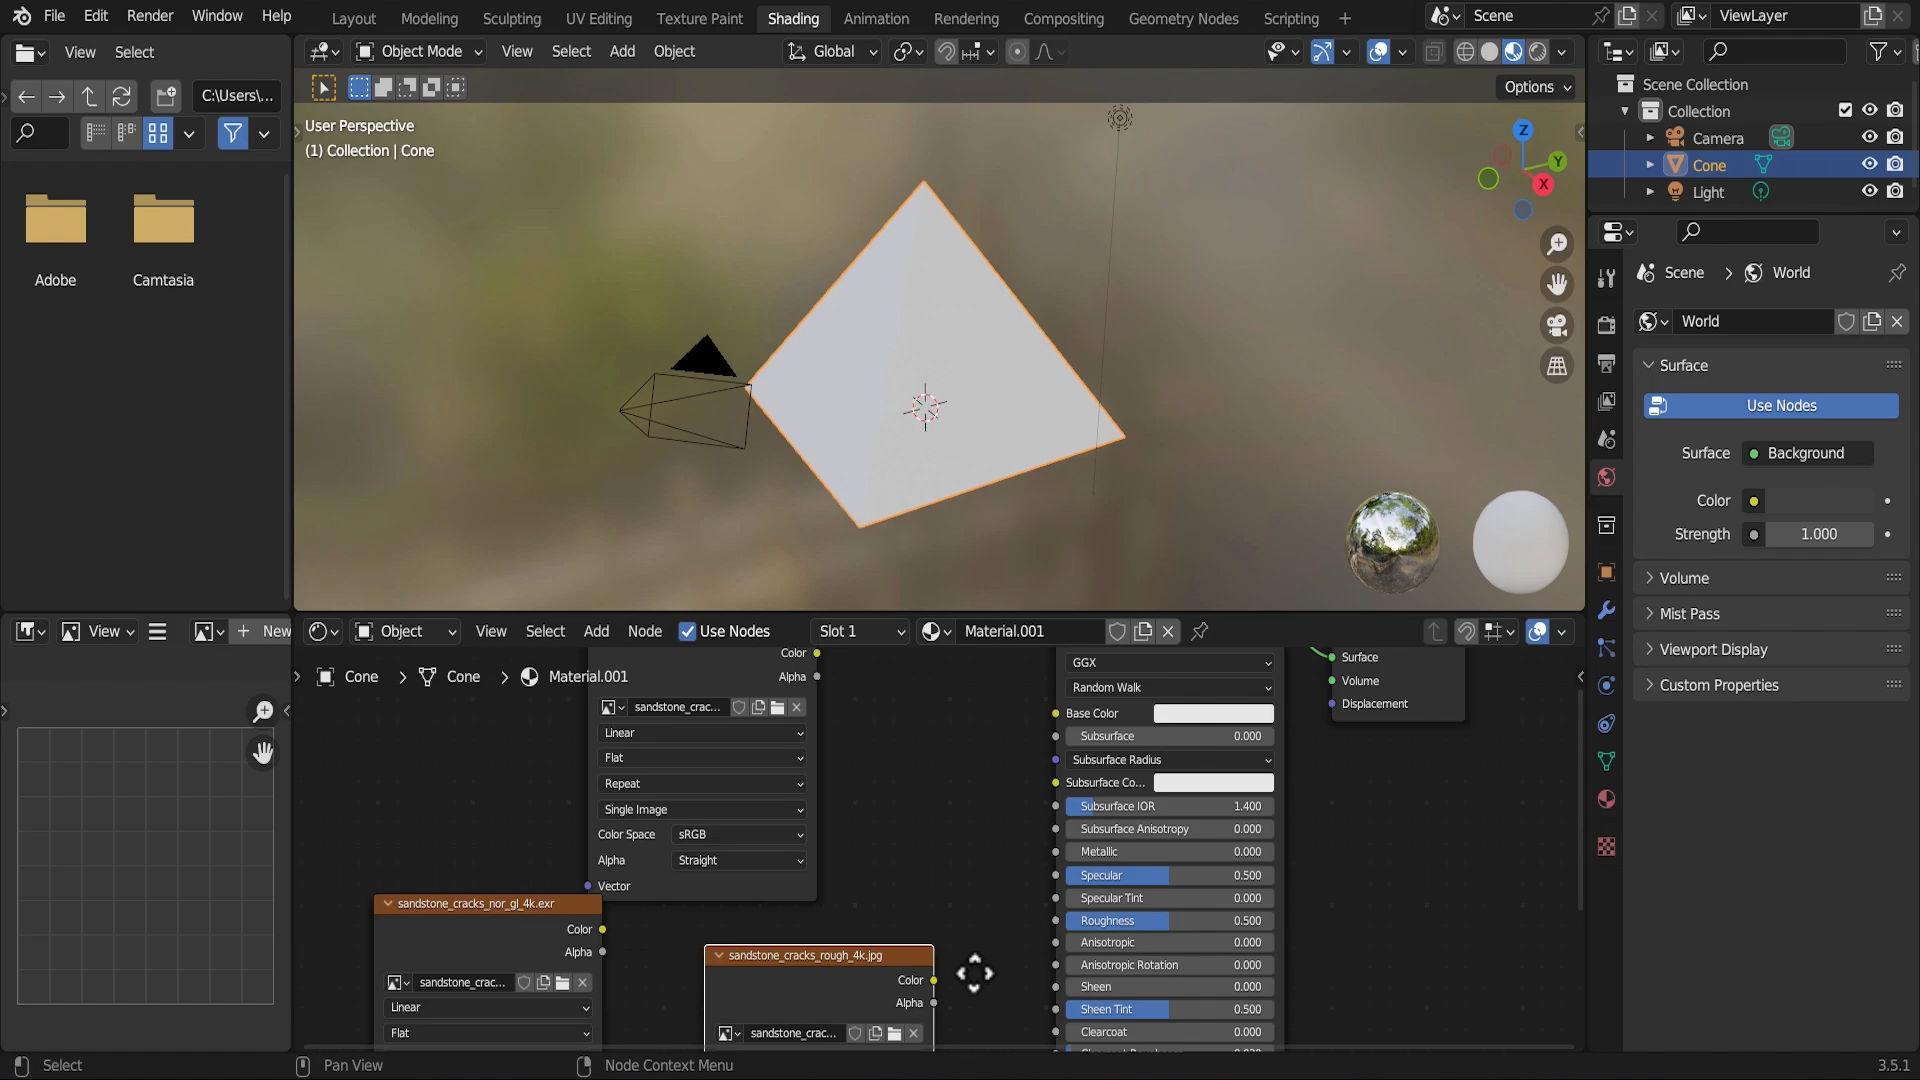 File Edit Render Window Help
Layout Modeling Sculpting UV Editing Texture Paint Shading Animation Rendering Compositing Geometry Nodes Scripting +
Scene
ViewLayer
View Select
Object Mode View Select Add Object Global
C:\Users\...
Options
User Perspective
(1) Collection | Cone
Z
Y
X
Adobe
Camtasia
Scene Collection
Collection
Camera
Cone
Light
Scene > World
World
Surface
Use Nodes
Surface Background
Color
Strength 1.000
Volume
Mist Pass
Viewport Display
Custom Properties
View + New
Object View Select Add Node Use Nodes Slot 1 Material.001
Cone > Cone > Material.001
Color
Alpha
sandstone_crac...
Linear
Flat
Repeat
Single Image
Color Space sRGB
Alpha Straight
Vector
sandstone_cracks_nor_gl_4k.exr
Color
Alpha
sandstone_crac...
Linear
Flat
sandstone_cracks_rough_4k.jpg
Color
Alpha
sandstone_crac...
GGX
Random Walk
Base Color
Subsurface 0.000
Subsurface Radius
Subsurface Co...
Subsurface IOR 1.400
Subsurface Anisotropy 0.000
Metallic 0.000
Specular 0.500
Specular Tint 0.000
Roughness 0.500
Anisotropic 0.000
Anisotropic Rotation 0.000
Sheen 0.000
Sheen Tint 0.500
Clearcoat 0.000
Surface
Volume
Displacement
Select
Pan View
Node Context Menu
3.5.1